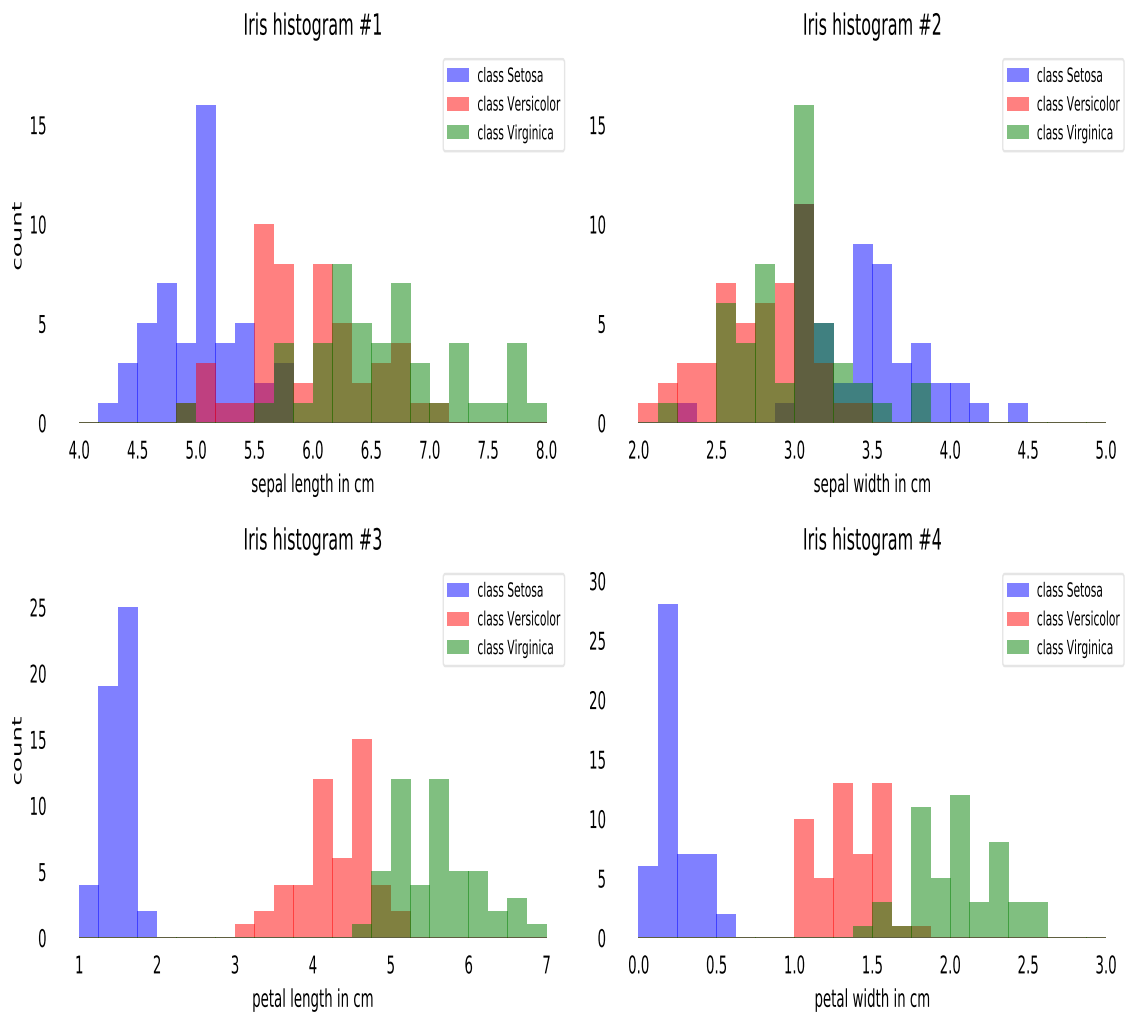 Iris histogram #1
class Setosa
class Versicolor
class Virginica
15
10
5
0
count
4.0 4.5 5.0 5.5 6.0 6.5 7.0 7.5 8.0
sepal length in cm
Iris histogram #2
class Setosa
class Versicolor
class Virginica
15
10
5
0
2.0 2.5 3.0 3.5 4.0 4.5 5.0
sepal width in cm
Iris histogram #3
class Setosa
class Versicolor
class Virginica
25
20
15
10
5
0
count
1 2 3 4 5 6 7
petal length in cm
Iris histogram #4
class Setosa
class Versicolor
class Virginica
30
25
20
15
10
5
0
0.0 0.5 1.0 1.5 2.0 2.5 3.0
petal width in cm